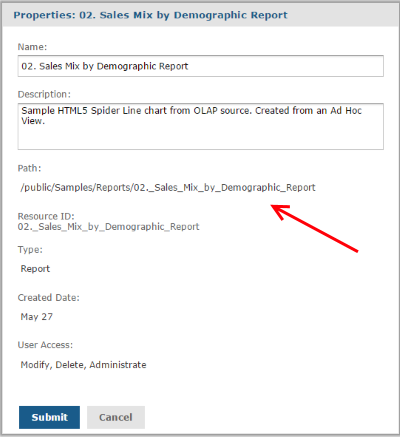 Properties: 02. Sales Mix by Demographic Report
Name:
02. Sales Mix by Demographic Report
Description:
Sample HTML5 Spider Line chart from OLAP source. Created from an Ad Hoc
View.
Path:
/public/Samples/Reports/02._Sales_Mix_by_Demographic_Report
Resource ID:
02._Sales_Mix_by_Demographic_Report
Type:
Report
Created Date:
May 27
User Access:
Modify, Delete, Administrate
Submit Cancel